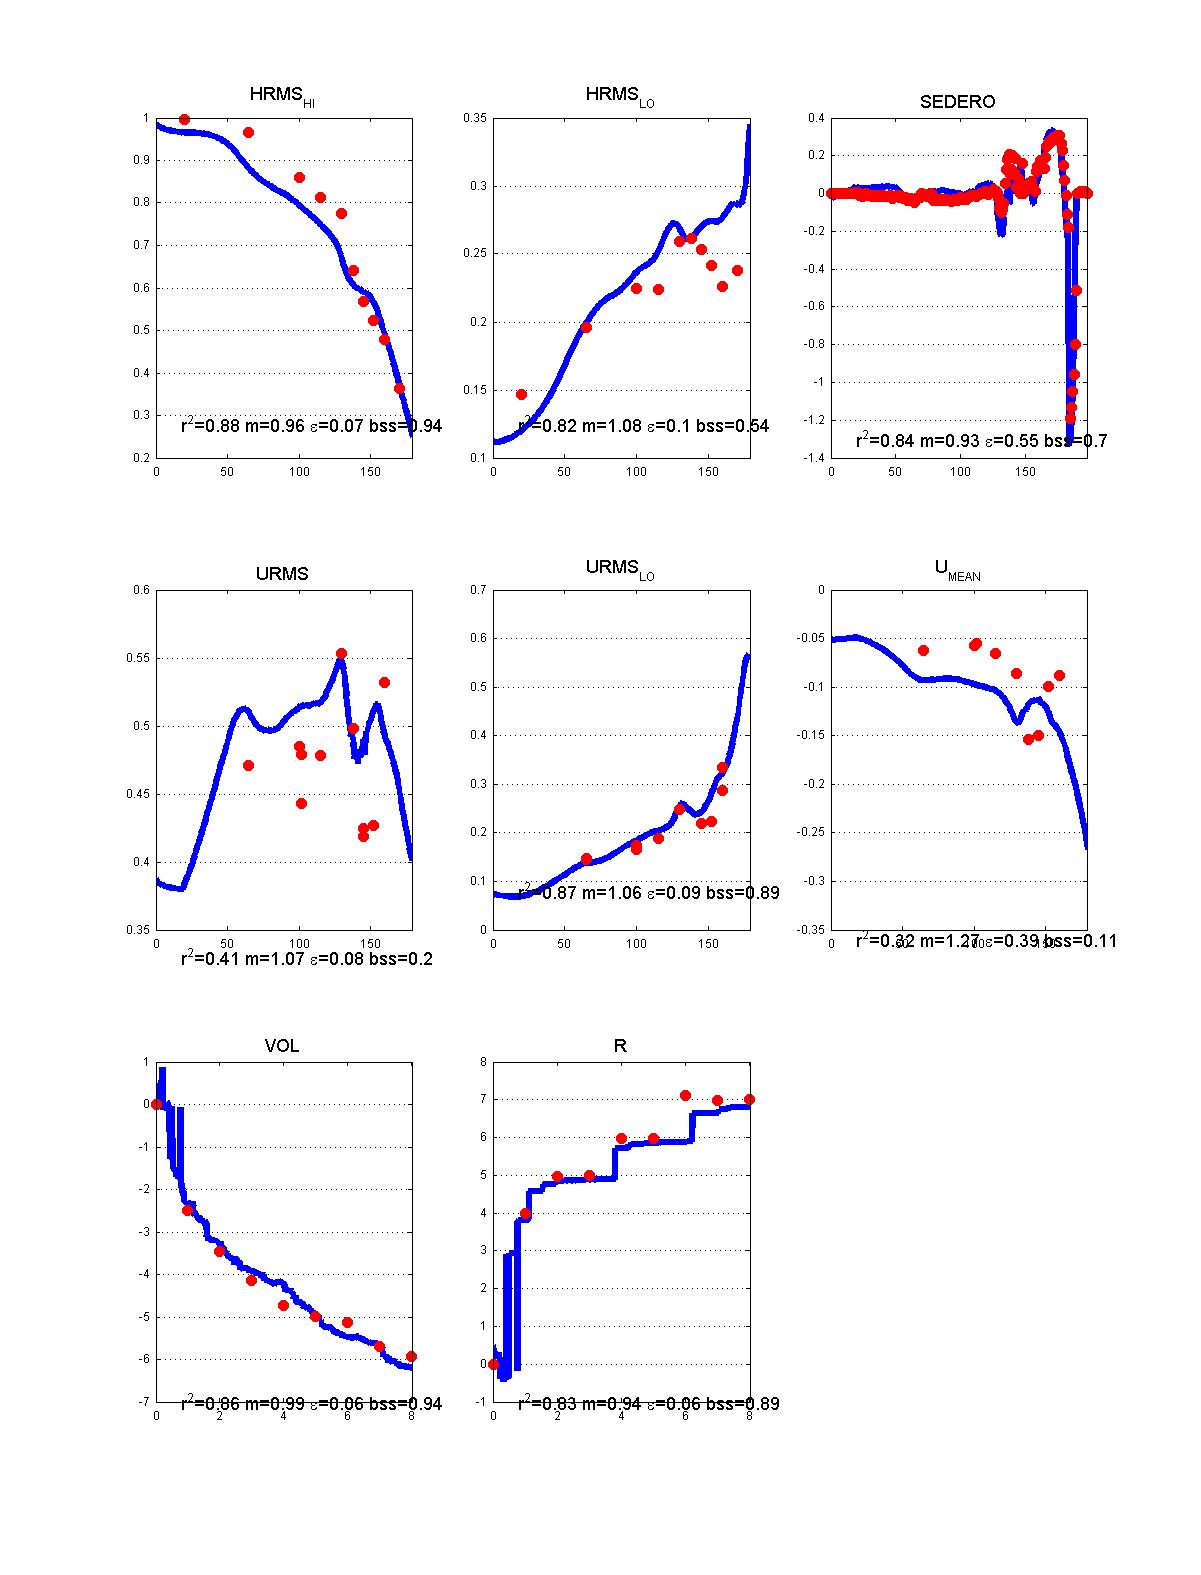 HRMS_HI
1
0.9
0.8
0.7
0.6
0.5
0.4
0.3
0.2
0 50 100 150
r²=0.88 m=0.96 ε=0.07 bss=0.94
HRMS_LO
0.35
0.3
0.25
0.2
0.15
0.1
0 50 100 150
r²=0.82 m=1.08 ε=0.1 bss=0.54
SEDERO
0.4
0.2
0
-0.2
-0.4
-0.6
-0.8
-1
-1.2
-1.4
0 50 100 150
r²=0.84 m=0.93 ε=0.55 bss=0.7
URMS
0.6
0.55
0.5
0.45
0.4
0.35
0 50 100 150
r²=0.41 m=1.07 ε=0.08 bss=0.2
URMS_LO
0.7
0.6
0.5
0.4
0.3
0.2
0.1
0
0 50 100 150
r²=0.87 m=1.06 ε=0.09 bss=0.89
U_MEAN
0
-0.05
-0.1
-0.15
-0.2
-0.25
-0.3
-0.35
0 50 100 150
r²=0.32 m=1.27 ε=0.39 bss=0.11
VOL
1
0
-1
-2
-3
-4
-5
-6
-7
0 2 4 6 8
r²=0.86 m=0.99 ε=0.06 bss=0.94
R
8
7
6
5
4
3
2
1
0
-1
0 2 4 6 8
r²=0.83 m=0.94 ε=0.06 bss=0.89